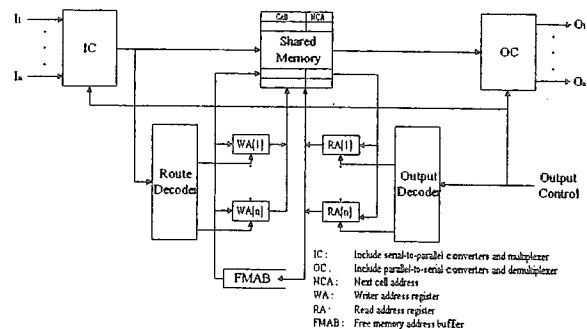 Cell NCA
I1
In
IC
Shared
Memory
OC
O1
On
Route
Decoder
WA[1]
WA[n]
RA[1]
RA[n]
Output
Decoder
Output
Control
FMAB
IC : Include serial-to-parallel converters and multiplexer
OC : Include parallel-to-serial converters and demultiplexer
NCA : Next cell address
WA : Writer address register
RA : Read address register
FMAB : Free memory address buffer